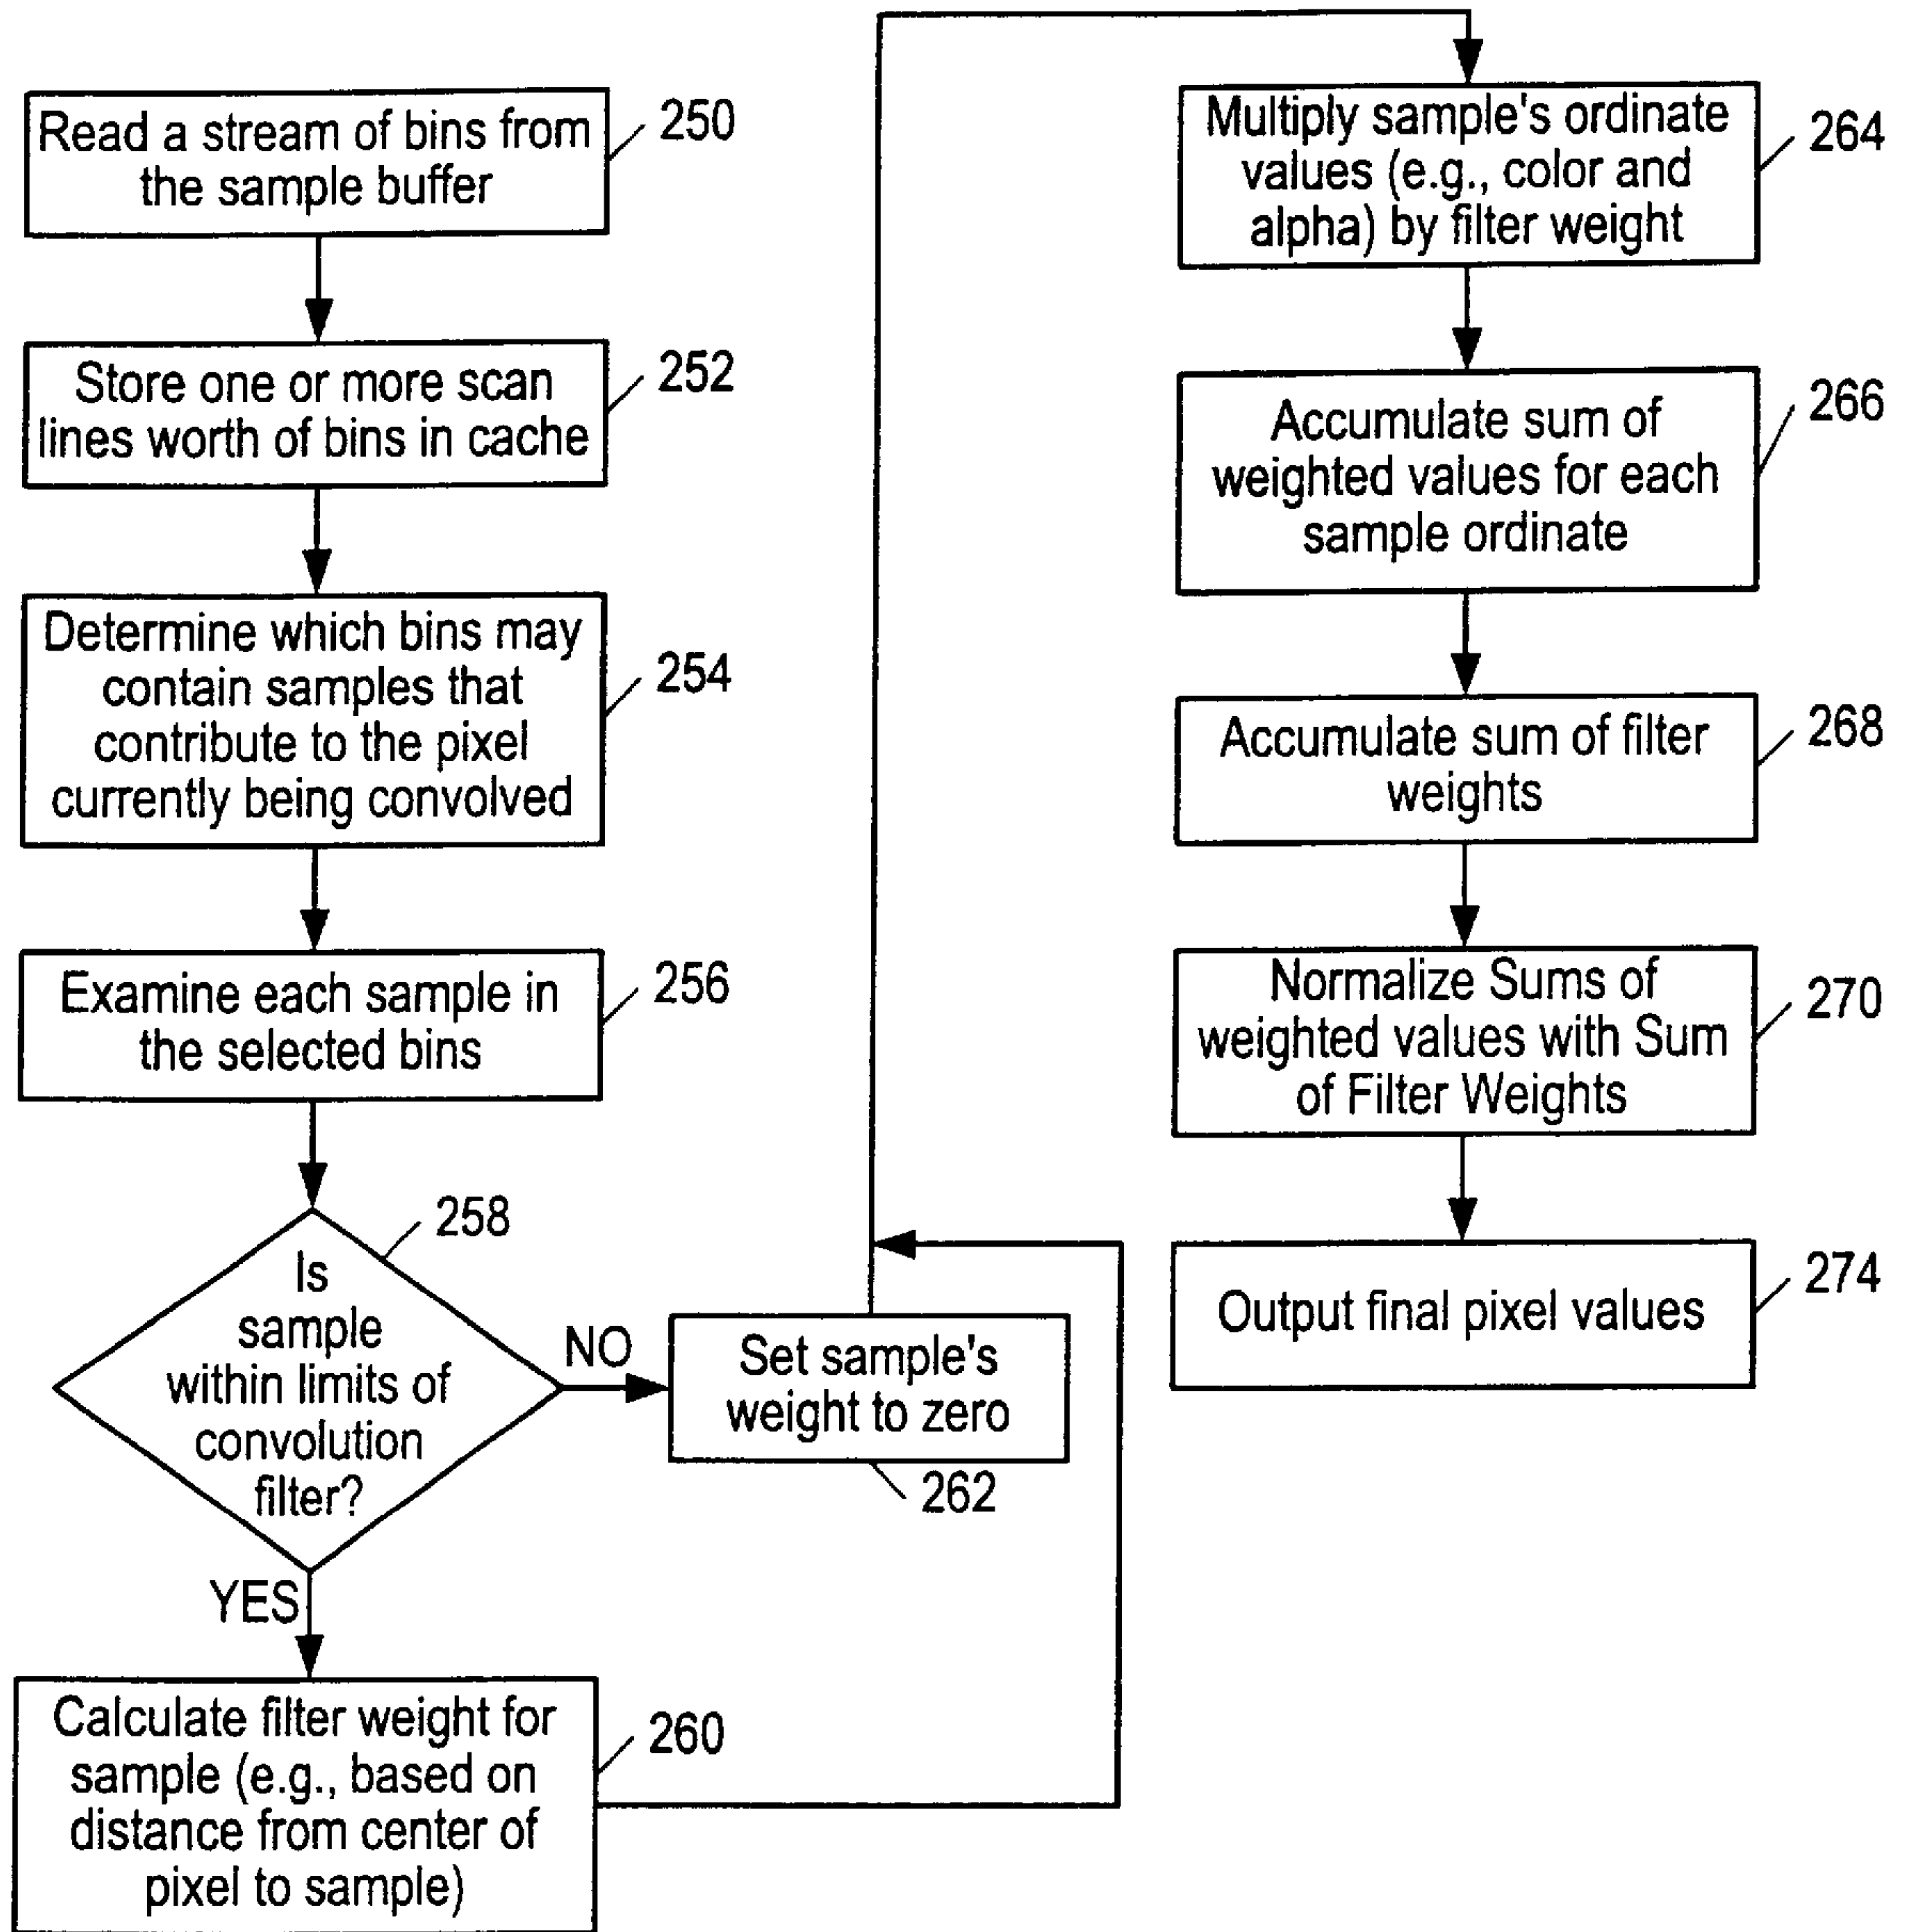 Read a stream of bins from
the sample buffer
250
Store one or more scan
lines worth of bins in cache
252
Determine which bins may
contain samples that
contribute to the pixel
currently being convolved
254
Examine each sample in
the selected bins
256
258
Is
sample
within limits of
convolution
filter?
NO
Set sample's
weight to zero
262
YES
Calculate filter weight for
sample (e.g., based on
distance from center of
pixel to sample)
260
Multiply sample's ordinate
values (e.g., color and
alpha) by filter weight
264
Accumulate sum of
weighted values for each
sample ordinate
266
Accumulate sum of filter
weights
268
Normalize Sums of
weighted values with Sum
of Filter Weights
270
Output final pixel values
274